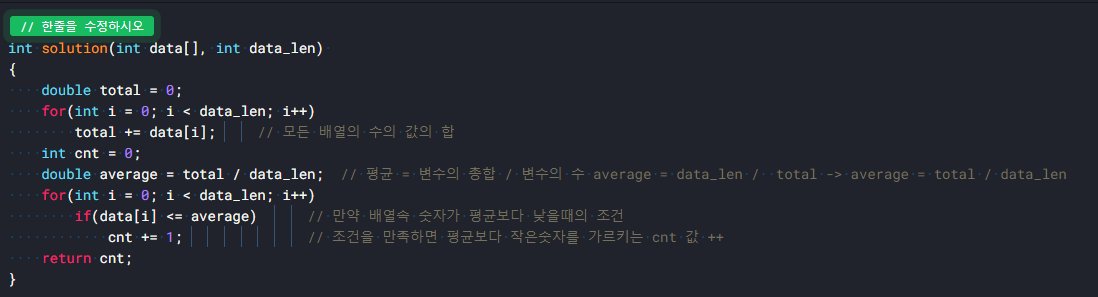 // 한줄을 수정하시오
int solution(int data[], int data_len)
{
    double total = 0;
    for(int i = 0; i < data_len; i++)
        total += data[i];     // 모든 배열의 수의 값의 합
    int cnt = 0;
    double average = total / data_len;  // 평균 = 변수의 총합 / 변수의 수 average = data_len /  total -> average = total / data_len
    for(int i = 0; i < data_len; i++)
        if(data[i] <= average)      // 만약 배열속 숫자가 평균보다 낮을때의 조건
            cnt += 1;               // 조건을 만족하면 평균보다 작은숫자를 가르키는 cnt 값 ++
    return cnt;
}